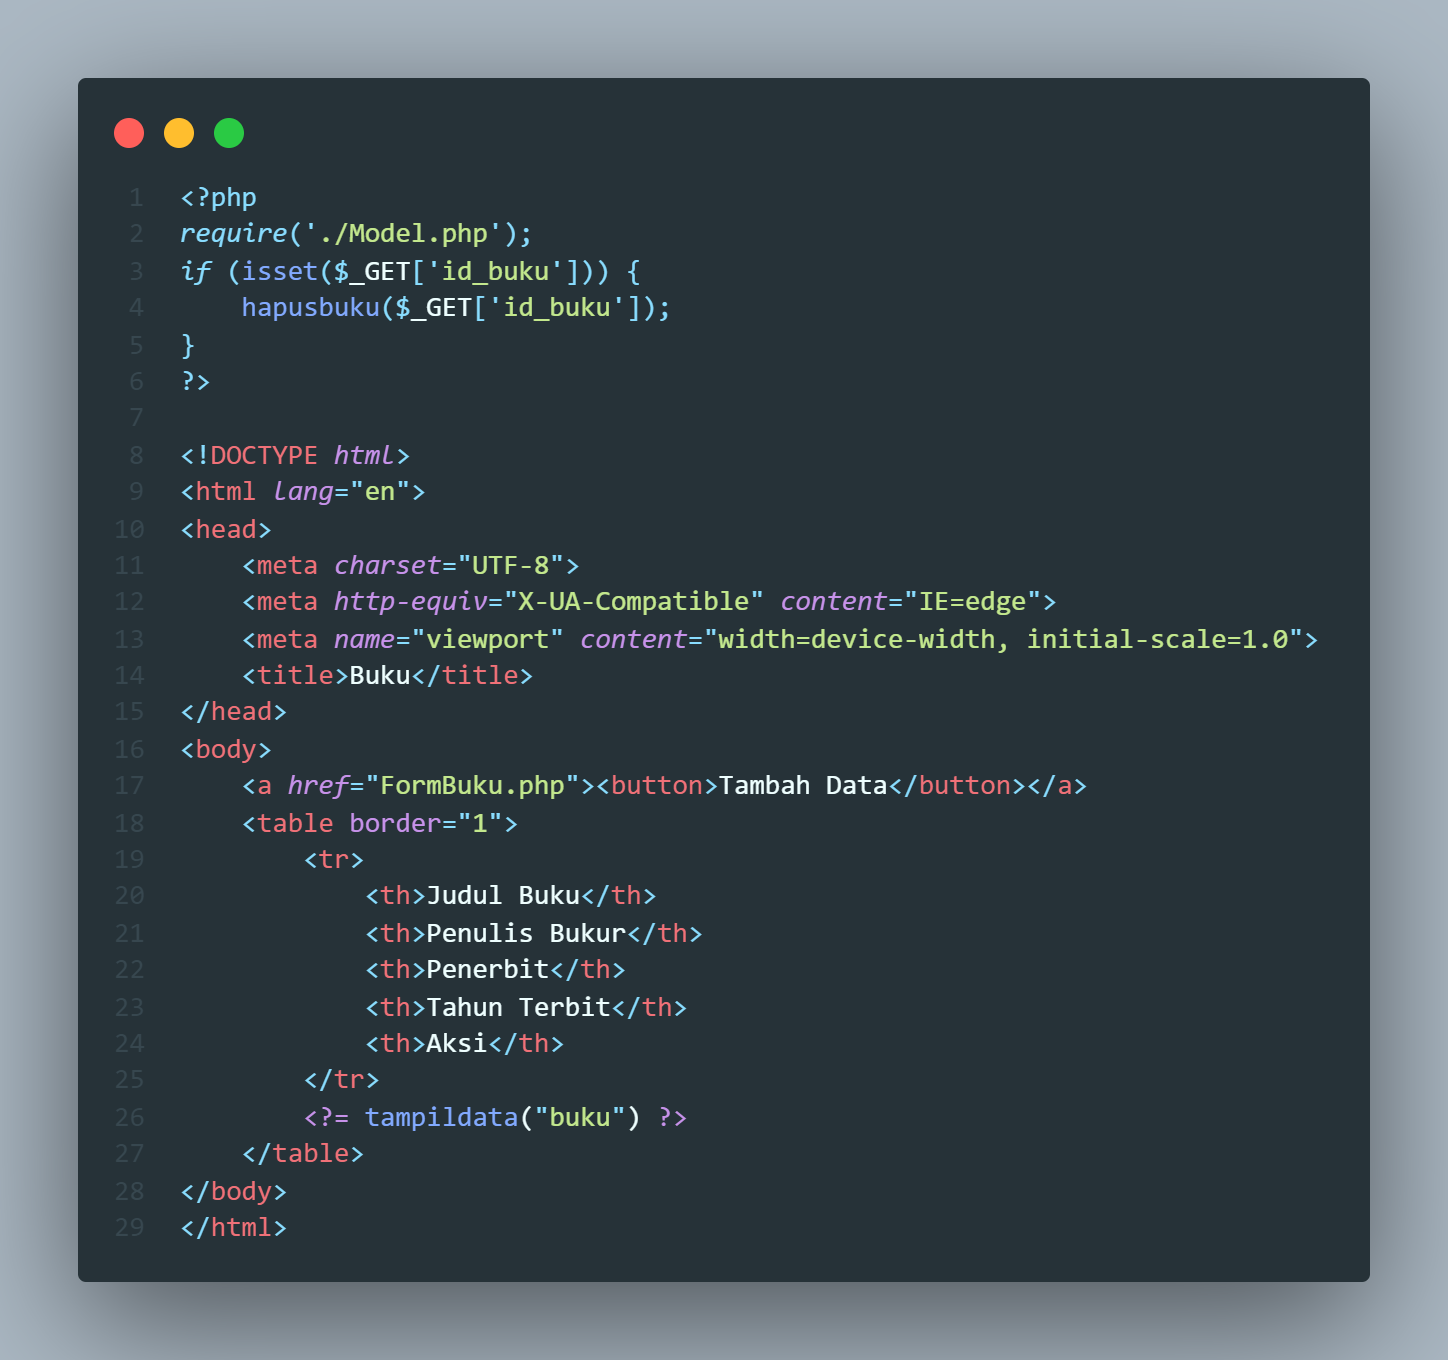 1 <?php
2 require('./Model.php');
3 if (isset($_GET['id_buku'])) {
4     hapusbuku($_GET['id_buku']);
5 }
6 ?>
7
8 <!DOCTYPE html>
9 <html lang="en">
10 <head>
11     <meta charset="UTF-8">
12     <meta http-equiv="X-UA-Compatible" content="IE=edge">
13     <meta name="viewport" content="width=device-width, initial-scale=1.0">
14     <title>Buku</title>
15 </head>
16 <body>
17     <a href="FormBuku.php"><button>Tambah Data</button></a>
18     <table border="1">
19         <tr>
20             <th>Judul Buku</th>
21             <th>Penulis Bukur</th>
22             <th>Penerbit</th>
23             <th>Tahun Terbit</th>
24             <th>Aksi</th>
25         </tr>
26         <?= tampildata("buku") ?>
27     </table>
28 </body>
29 </html>